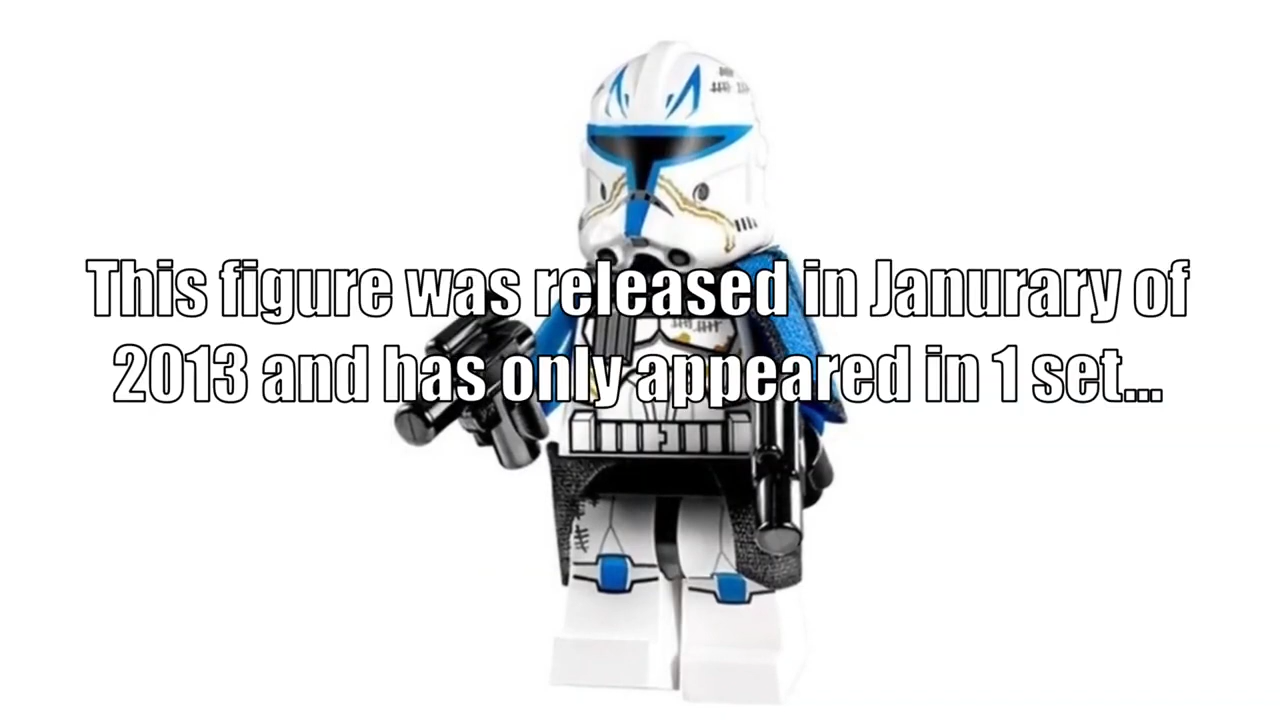 This figure was released in Janurary of
2013 and has only appeared in 1 set...